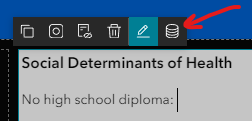 Social Determinants of Health
No high school diploma: